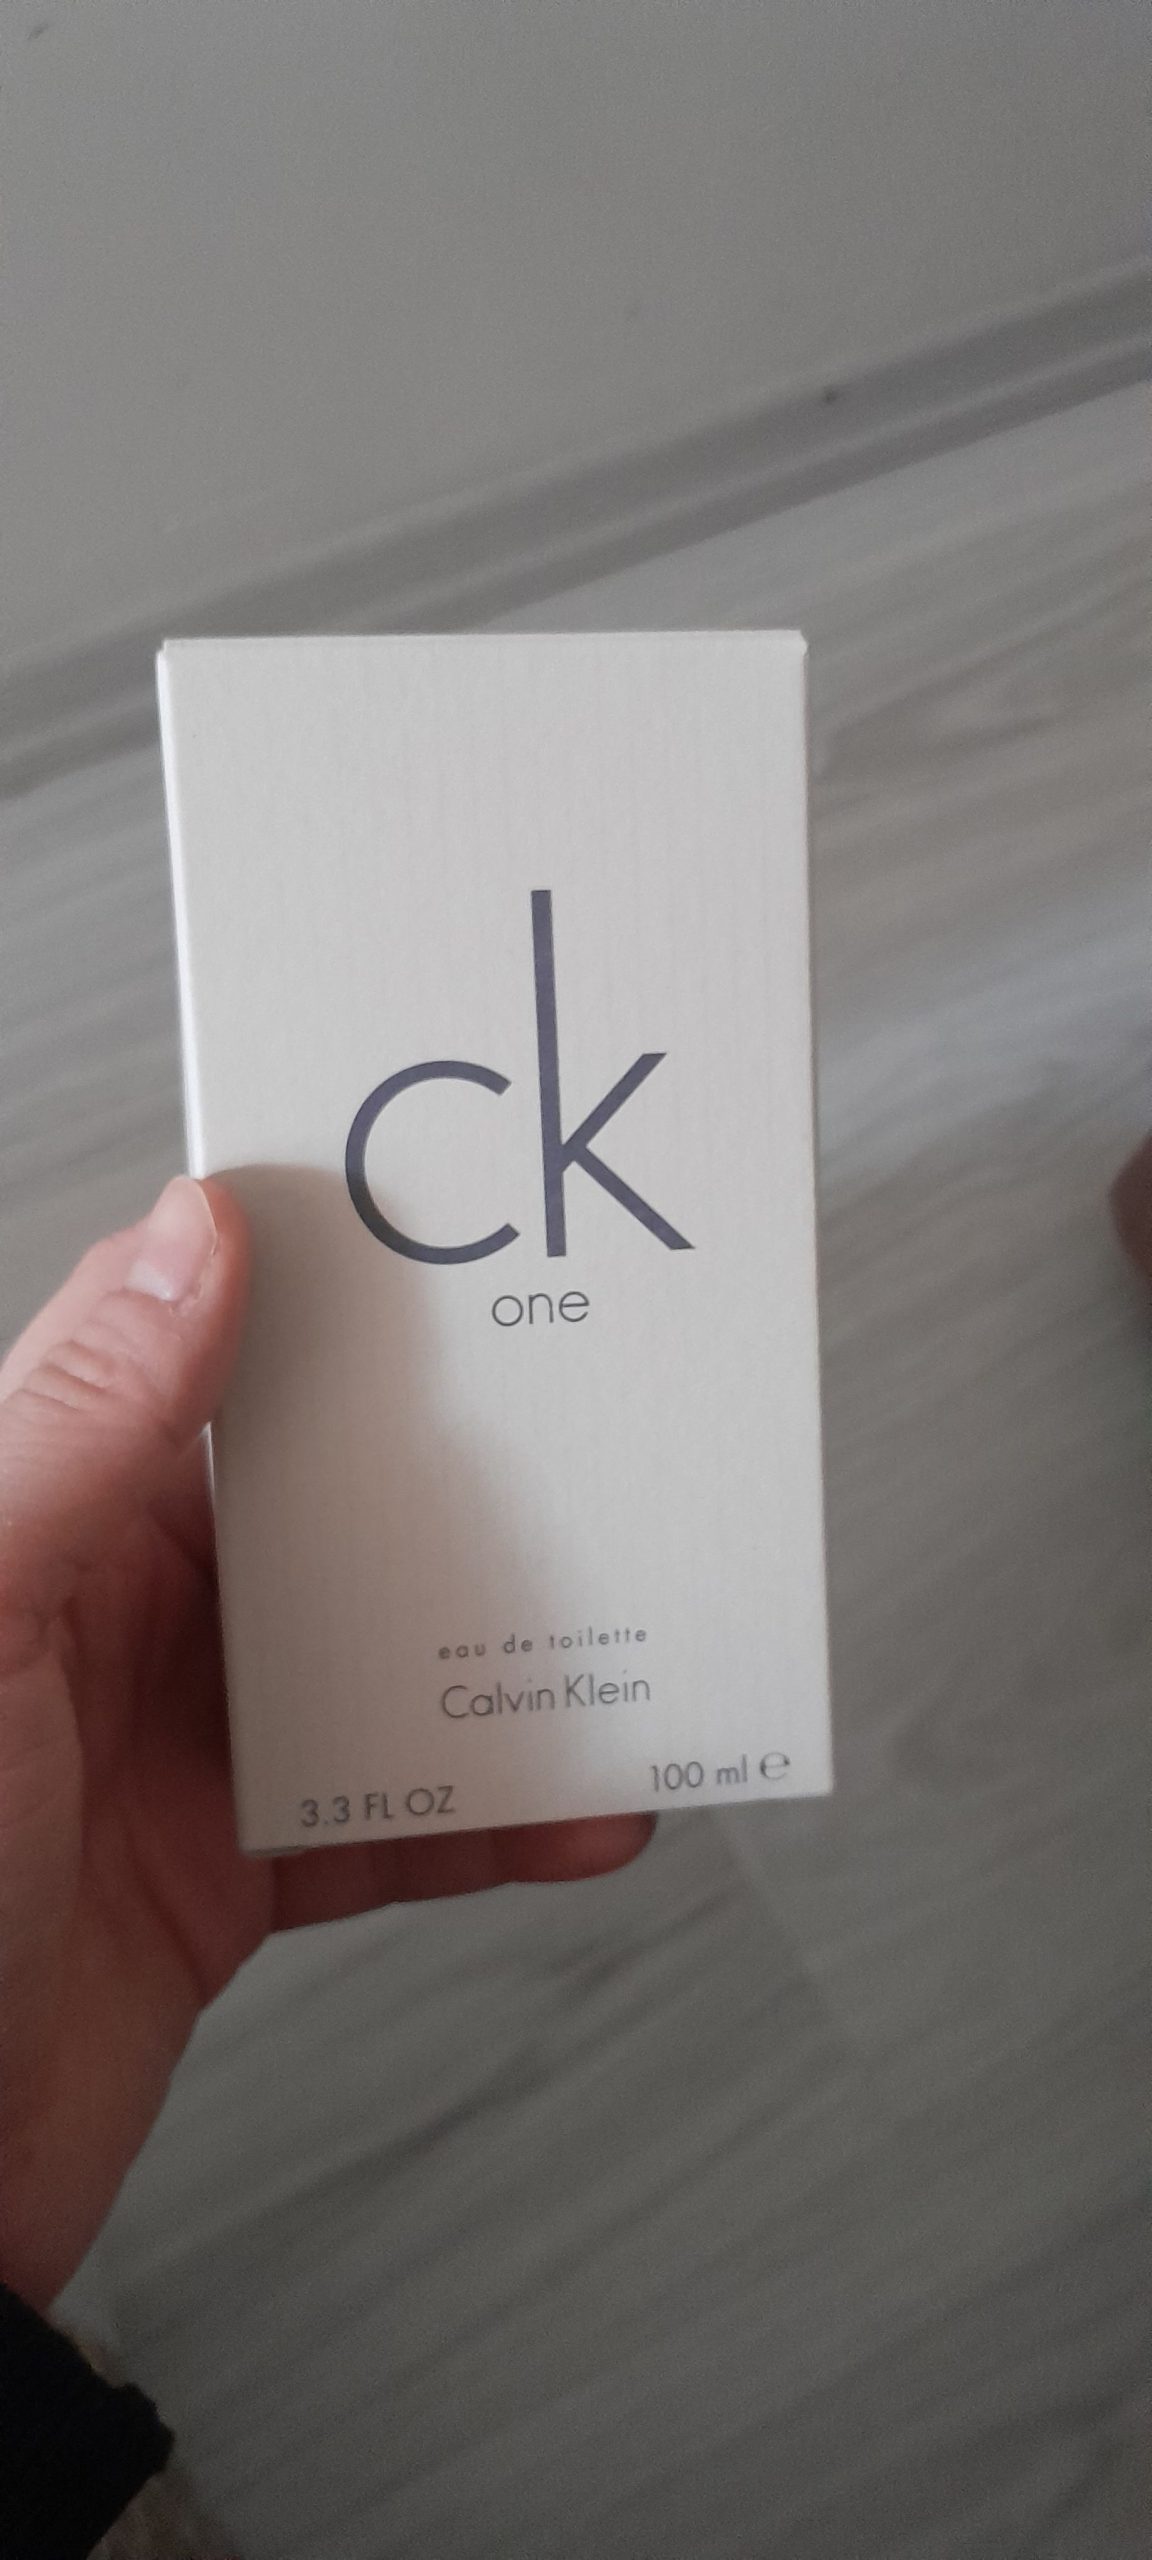 ck
one
eau de toilette
Calvin Klein
3.3 FL OZ 100 ml ℮